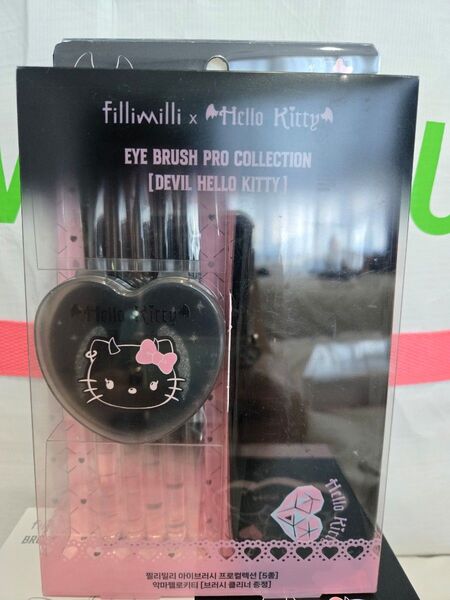 fillimilli x Hello Kitty
EYE BRUSH PRO COLLECTION
[DEVIL HELLO KITTY]
Hello Kitty
Hello Kitty
필리밀리 아이브러쉬 프로컬렉션 [5종]
악마헬로키티 [브러시 클리너 증정]